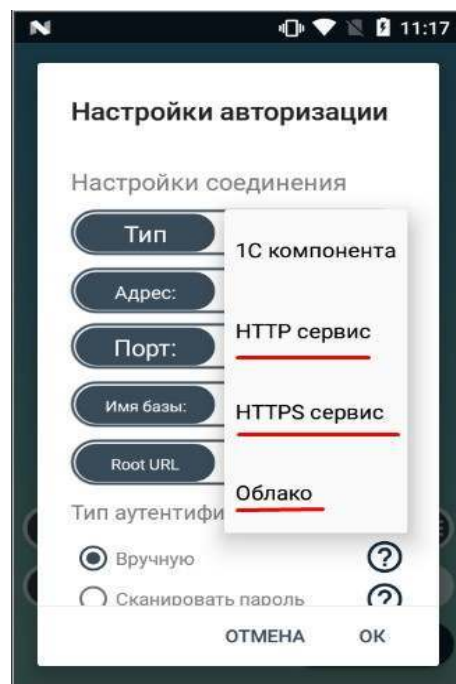 11:17
Настройки авторизации
Настройки соединения
Тип
1С компонента
Адрес:
HTTP сервис
Порт:
Имя базы:
HTTPS сервис
Root URL
Облако
Тип аутентифи
Вручную
Сканировать пароль
ОТМЕНА ОК